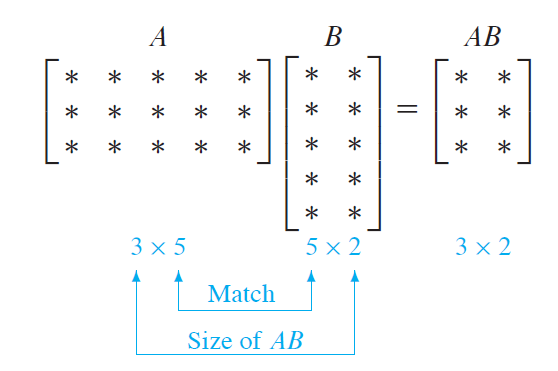 A B AB
* * * * * * * = * *
* * * * * * * * *
* * * * * * * * *
* *
* *
3 × 5 5 × 2 3 × 2
Match
Size of AB